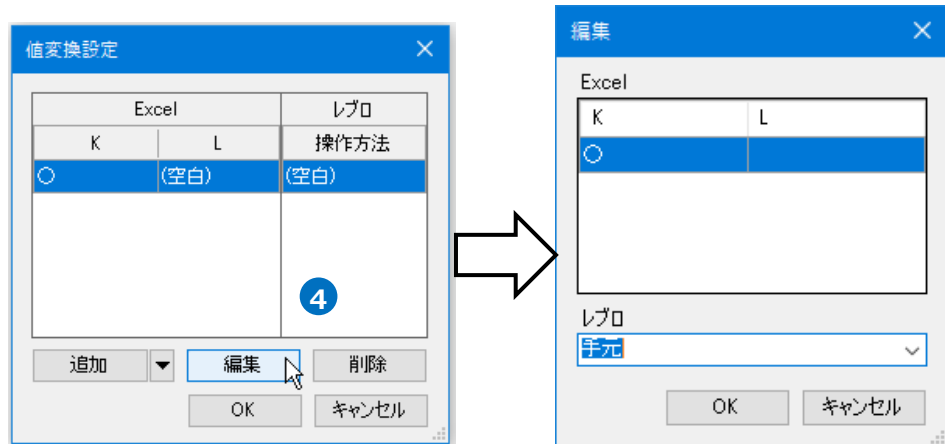 値変換設定
Excel レブロ
K L 操作方法
○ (空白) (空白)
4
追加 編集 削除
OK キャンセル
編集
Excel
K L
○
レブロ
手元
OK キャンセル